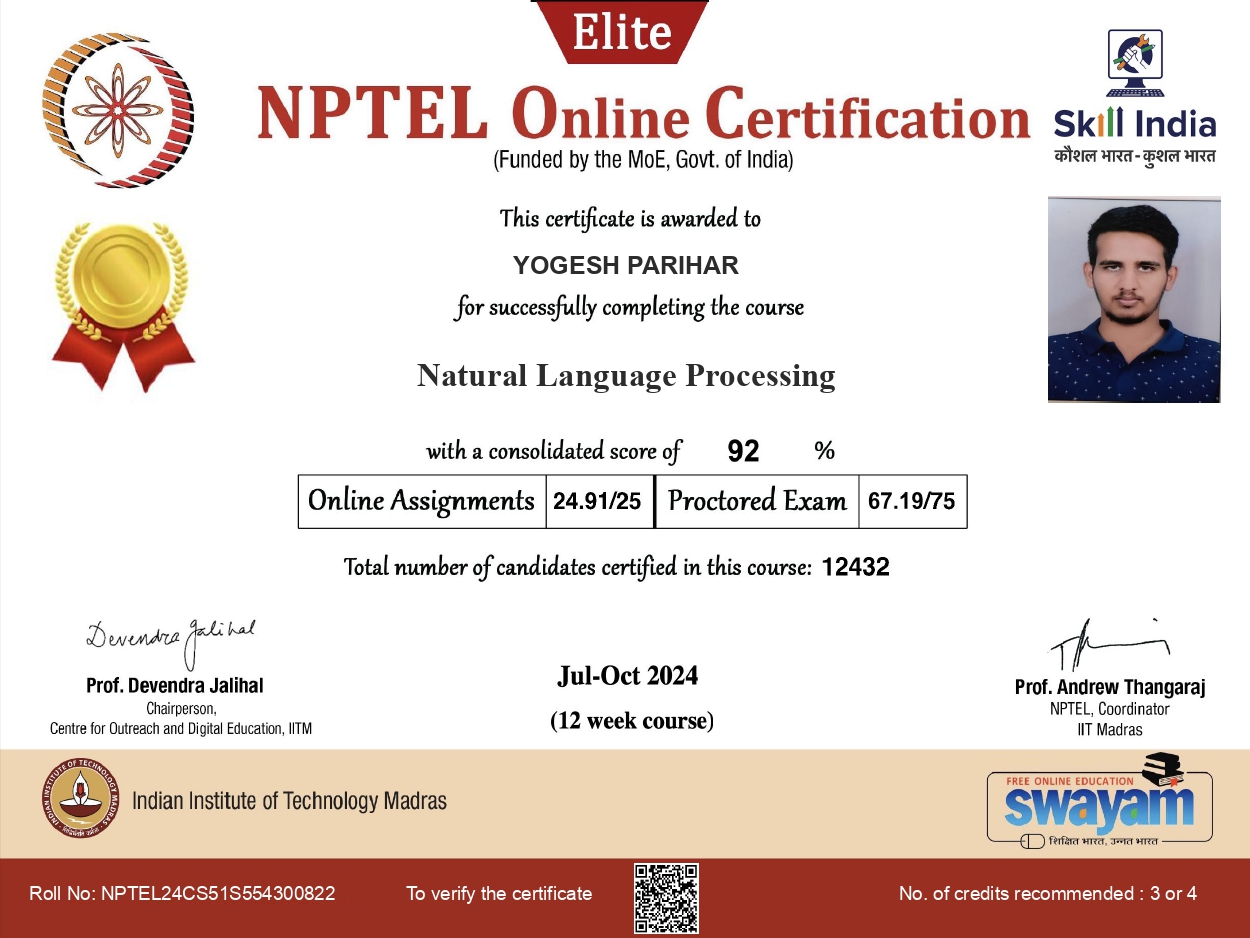 Elite
NPTEL Online Certification
(Funded by the MoE, Govt. of India)
Skill India
कौशल भारत - कुशल भारत
This certificate is awarded to
YOGESH PARIHAR
for successfully completing the course
Natural Language Processing
with a consolidated score of 92 %
Online Assignments 24.91/25 Proctored Exam 67.19/75
Total number of candidates certified in this course: 12432
Devendra Jalihal
Prof. Devendra Jalihal
Chairperson,
Centre for Outreach and Digital Education, IITM
Jul-Oct 2024
(12 week course)
Prof. Andrew Thangaraj
NPTEL, Coordinator
IIT Madras
INDIAN INSTITUTE OF TECHNOLOGY MADRAS
Indian Institute of Technology Madras
FREE ONLINE EDUCATION
swayam
शिक्षित भारत, उन्नत भारत
Roll No: NPTEL24CS51S554300822
To verify the certificate
No. of credits recommended : 3 or 4